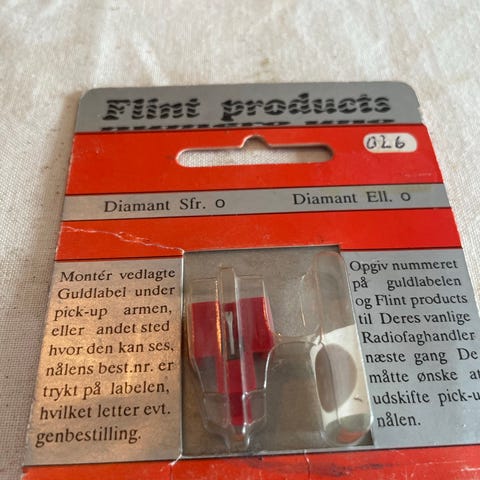 Flint products
026
Diamant Sfr. o
Diamant Ell. o
Montér vedlagte
Guldlabel under
pick-up armen,
eller andet sted
hvor den kan ses,
nålens best.nr. er
trykt på labelen,
hvilket letter evt.
genbestilling.
Opgiv nummeret
på guldlabelen
og Flint products
til Deres vanlige
Radiofaghandler
næste gang De
måtte ønske at
udskifte pick-u
nålen.